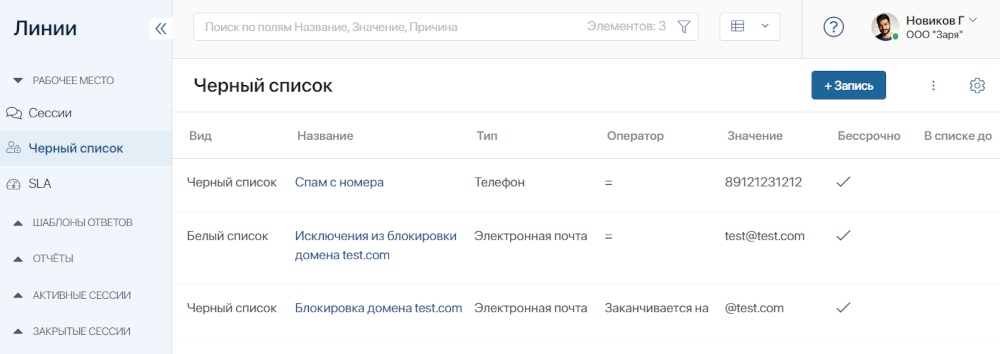 Линии
Поиск по полям Название, Значение, Причина
Элементов: 3
Новиков Г
ООО "Заря"
РАБОЧЕЕ МЕСТО
Сессии
Черный список
SLA
ШАБЛОНЫ ОТВЕТОВ
ОТЧЁТЫ
АКТИВНЫЕ СЕССИИ
ЗАКРЫТЫЕ СЕССИИ
Черный список
+ Запись
Вид Название Тип Оператор Значение Бессрочно В списке до
Черный список Спам с номера Телефон = 89121231212
Белый список Исключения из блокировки Электронная почта = test@test.com
домена test.com
Черный список Блокировка домена test.com Электронная почта Заканчивается на @test.com